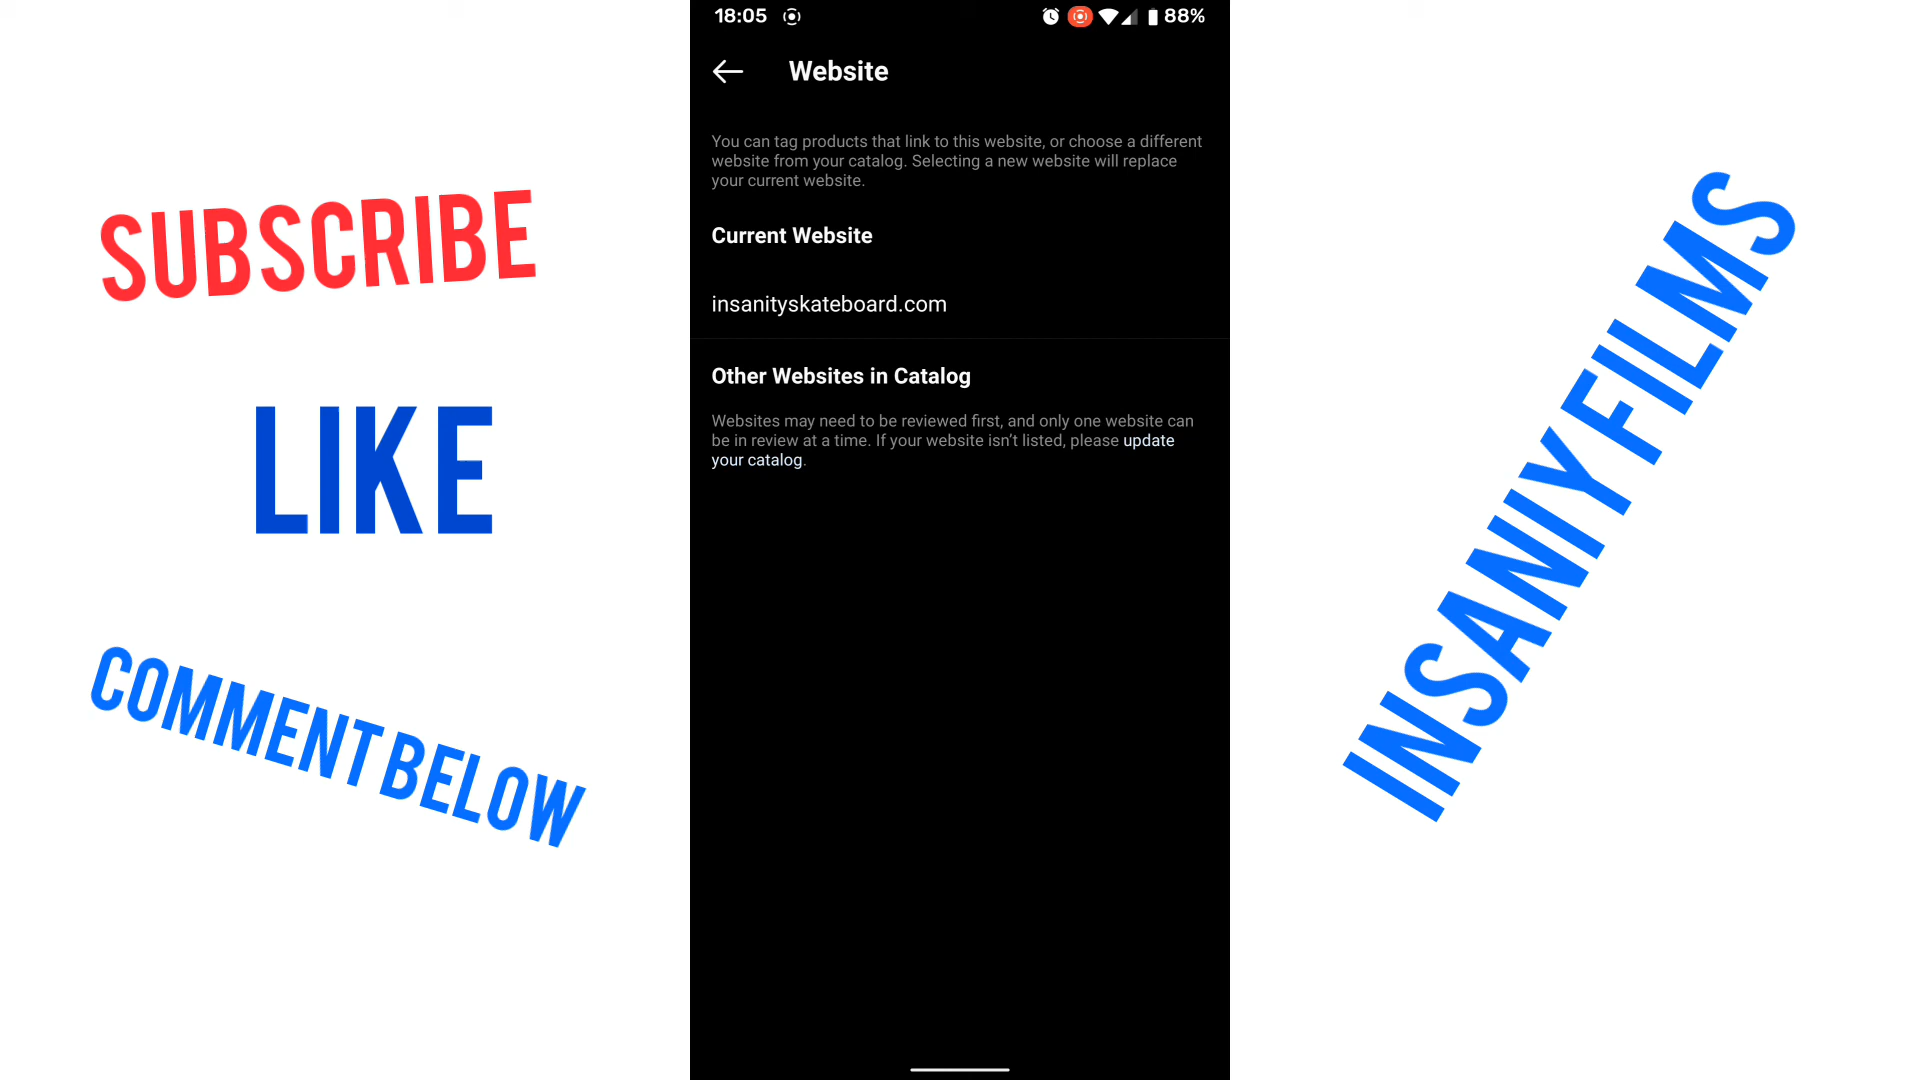 18:05
88%
Website
You can tag products that link to this website, or choose a different
website from your catalog. Selecting a new website will replace
your current website.
Current Website
insanityskateboard.com
Other Websites in Catalog
Websites may need to be reviewed first, and only one website can
be in review at a time. If your website isn’t listed, please update
your catalog.
SUBSCRIBE
LIKE
COMMENT BELOW
INSANIY FILMS